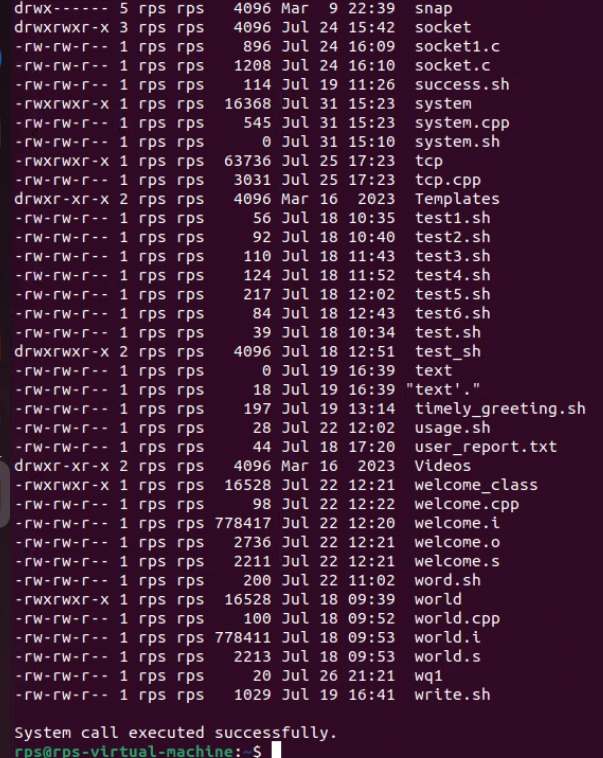 drwx------ 5 rps rps   4096 Mar  9 22:39  snap
drwxrwxr-x 3 rps rps   4096 Jul 24 15:42  socket
-rw-rw-r-- 1 rps rps    896 Jul 24 16:09  socket1.c
-rw-rw-r-- 1 rps rps   1208 Jul 24 16:10  socket.c
-rw-rw-r-- 1 rps rps    114 Jul 19 11:26  success.sh
-rwxrwxr-x 1 rps rps  16368 Jul 31 15:23  system
-rw-rw-r-- 1 rps rps    545 Jul 31 15:23  system.cpp
-rw-rw-r-- 1 rps rps      0 Jul 31 15:10  system.sh
-rwxrwxr-x 1 rps rps  63736 Jul 25 17:23  tcp
-rw-rw-r-- 1 rps rps   3031 Jul 25 17:23  tcp.cpp
drwxr-xr-x 2 rps rps   4096 Mar 16  2023  Templates
-rw-rw-r-- 1 rps rps     56 Jul 18 10:35  test1.sh
-rw-rw-r-- 1 rps rps     92 Jul 18 10:40  test2.sh
-rw-rw-r-- 1 rps rps    110 Jul 18 11:43  test3.sh
-rw-rw-r-- 1 rps rps    124 Jul 18 11:52  test4.sh
-rw-rw-r-- 1 rps rps    217 Jul 18 12:02  test5.sh
-rw-rw-r-- 1 rps rps     84 Jul 18 12:43  test6.sh
-rw-rw-r-- 1 rps rps     39 Jul 18 10:34  test.sh
drwxrwxr-x 2 rps rps   4096 Jul 18 12:51  test_sh
-rw-rw-r-- 1 rps rps      0 Jul 19 16:39  text
-rw-rw-r-- 1 rps rps     18 Jul 19 16:39 "text'."
-rw-rw-r-- 1 rps rps    197 Jul 19 13:14  timely_greeting.sh
-rw-rw-r-- 1 rps rps     28 Jul 22 12:02  usage.sh
-rw-rw-r-- 1 rps rps     44 Jul 18 17:20  user_report.txt
drwxr-xr-x 2 rps rps   4096 Mar 16  2023  Videos
-rwxrwxr-x 1 rps rps  16528 Jul 22 12:21  welcome_class
-rw-rw-r-- 1 rps rps     98 Jul 22 12:22  welcome.cpp
-rw-rw-r-- 1 rps rps 778417 Jul 22 12:20  welcome.i
-rw-rw-r-- 1 rps rps   2736 Jul 22 12:21  welcome.o
-rw-rw-r-- 1 rps rps   2211 Jul 22 12:21  welcome.s
-rw-rw-r-- 1 rps rps    200 Jul 22 11:02  word.sh
-rwxrwxr-x 1 rps rps  16528 Jul 18 09:39  world
-rw-rw-r-- 1 rps rps    100 Jul 18 09:52  world.cpp
-rw-rw-r-- 1 rps rps 778411 Jul 18 09:53  world.i
-rw-rw-r-- 1 rps rps   2213 Jul 18 09:53  world.s
-rw-rw-r-- 1 rps rps     20 Jul 26 21:21  wq1
-rw-rw-r-- 1 rps rps   1029 Jul 19 16:41  write.sh
System call executed successfully.
rps@rps-virtual-machine:~$